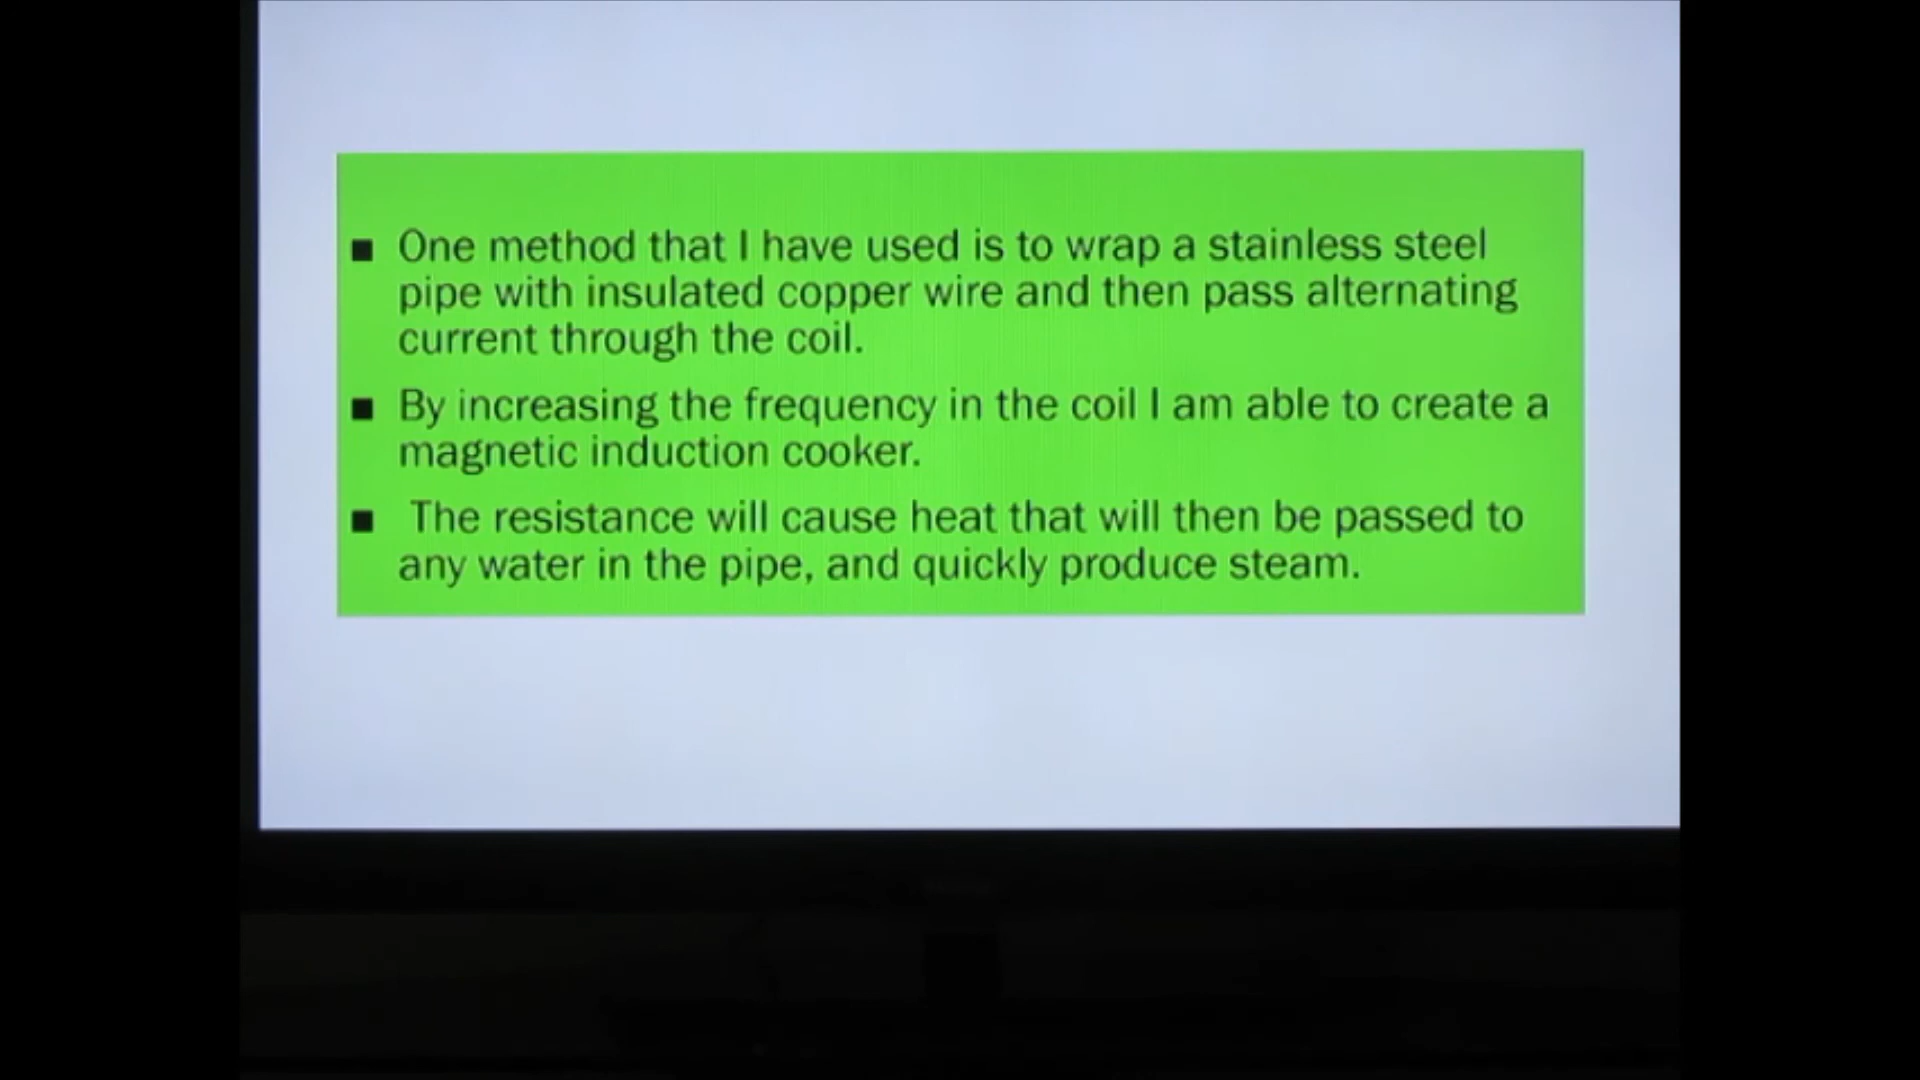 ■ One method that I have used is to wrap a stainless steel
pipe with insulated copper wire and then pass alternating
current through the coil.
■ By increasing the frequency in the coil I am able to create a
magnetic induction cooker.
■ The resistance will cause heat that will then be passed to
any water in the pipe, and quickly produce steam.